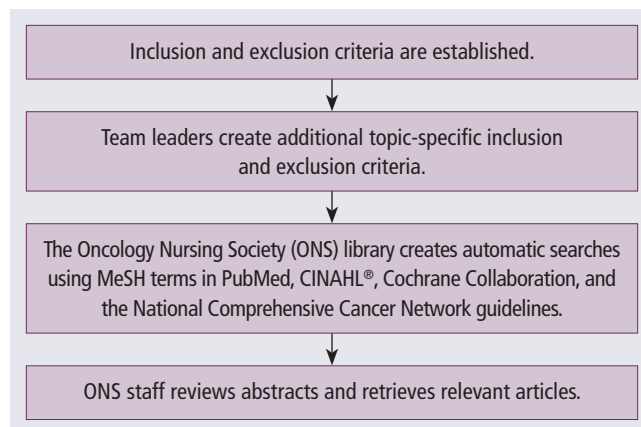 Inclusion and exclusion criteria are established.
Team leaders create additional topic-specific inclusion
and exclusion criteria.
The Oncology Nursing Society (ONS) library creates automatic searches
using MeSH terms in PubMed, CINAHL®, Cochrane Collaboration, and
the National Comprehensive Cancer Network guidelines.
ONS staff reviews abstracts and retrieves relevant articles.